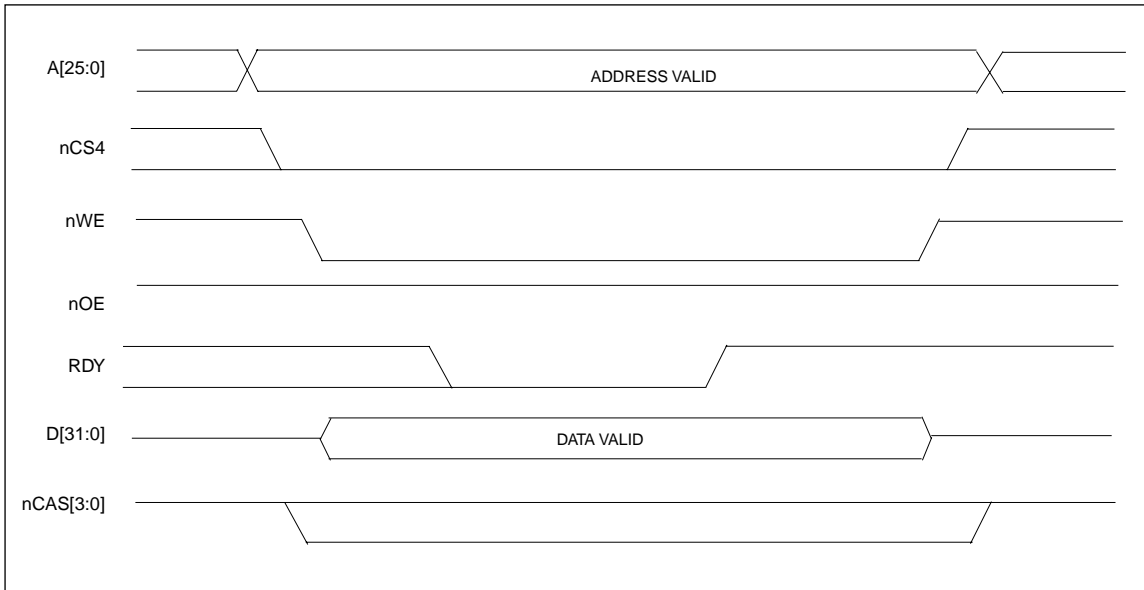 A[25:0]
ADDRESS VALID
nCS4
nWE
nOE
RDY
D[31:0]
DATA VALID
nCAS[3:0]